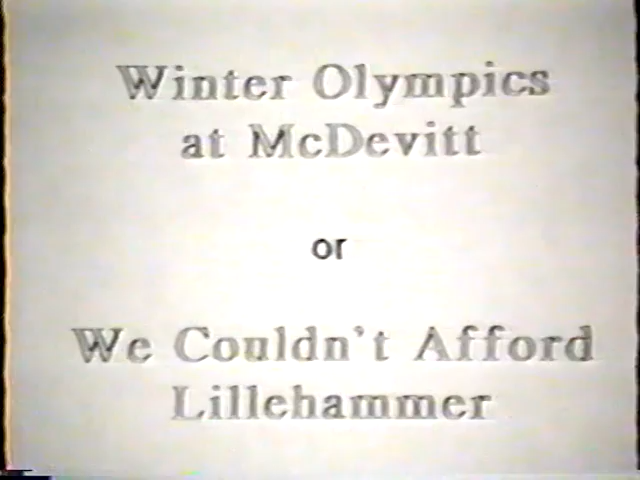 Winter Olympics
at McDevitt
or
We Couldn't Afford
Lillehammer